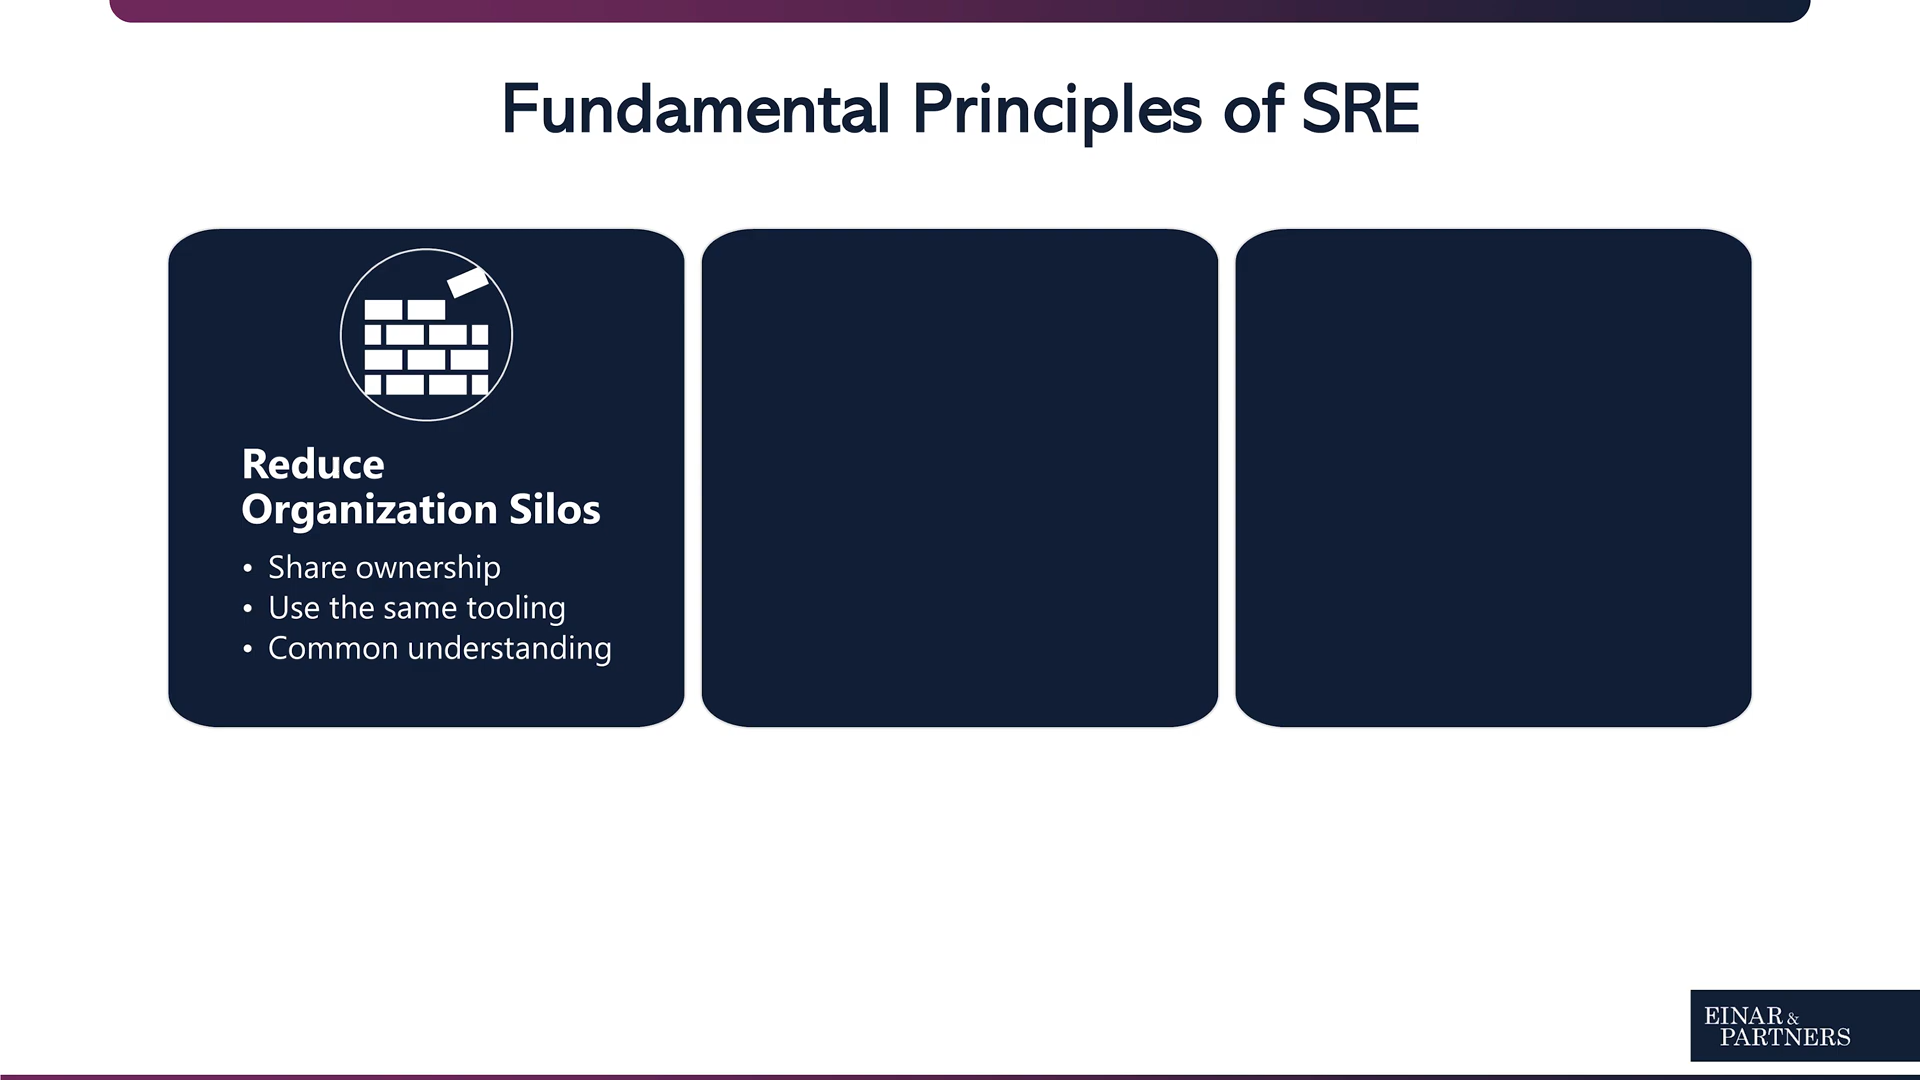 Fundamental Principles of SRE
Reduce
Organization Silos
• Share ownership
• Use the same tooling
• Common understanding
EINAR &
PARTNERS